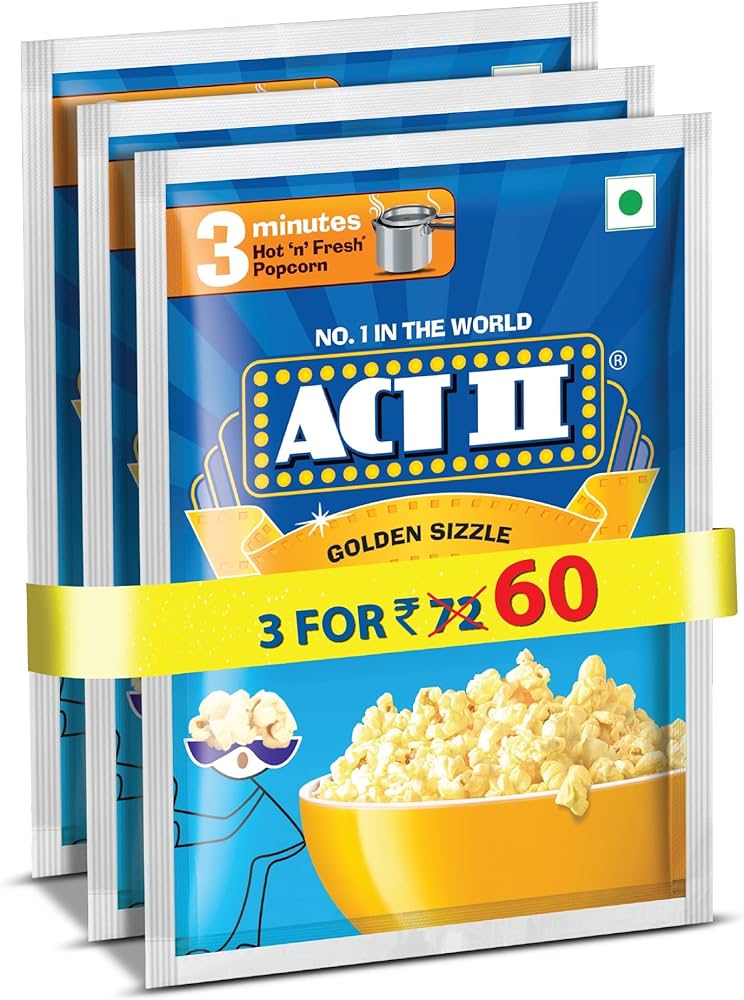 3 minutes
Hot 'n' Fresh
Popcorn
NO. 1 IN THE WORLD
ACT II®
GOLDEN SIZZLE
3 FOR ₹ 72 60